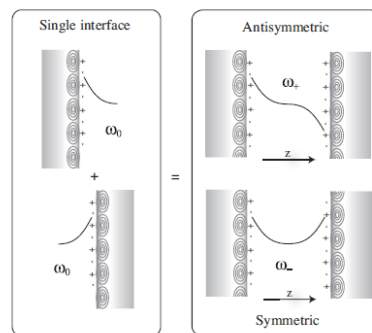 Single interface
Antisymmetric
ω₀
ω₊
z
+
=
ω₀
ω₋
z
Symmetric